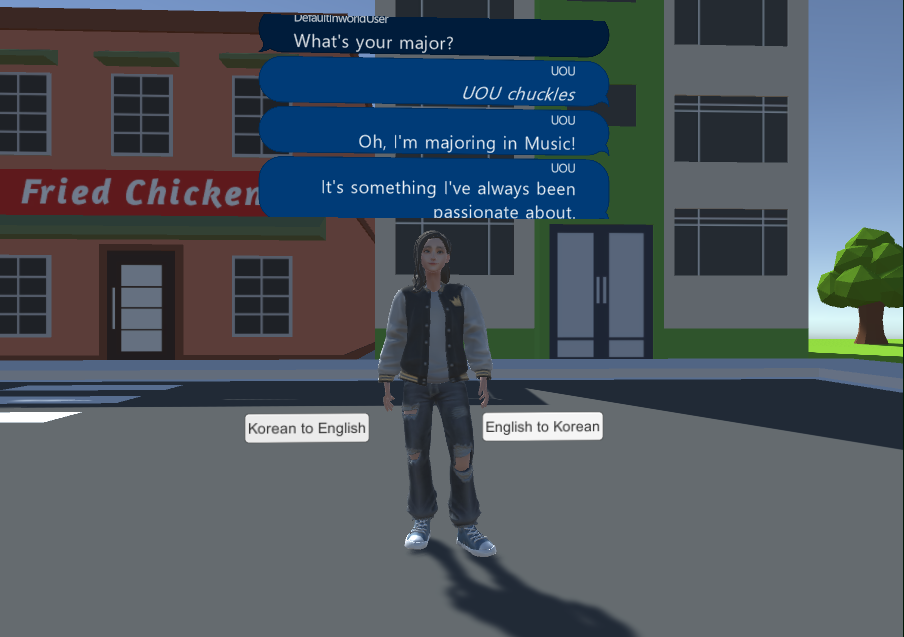 DefaultInworldUser
What's your major?
UOU
UOU chuckles
UOU
Oh, I'm majoring in Music!
UOU
It's something I've always been
passionate about.
Fried Chicken
Korean to English
English to Korean